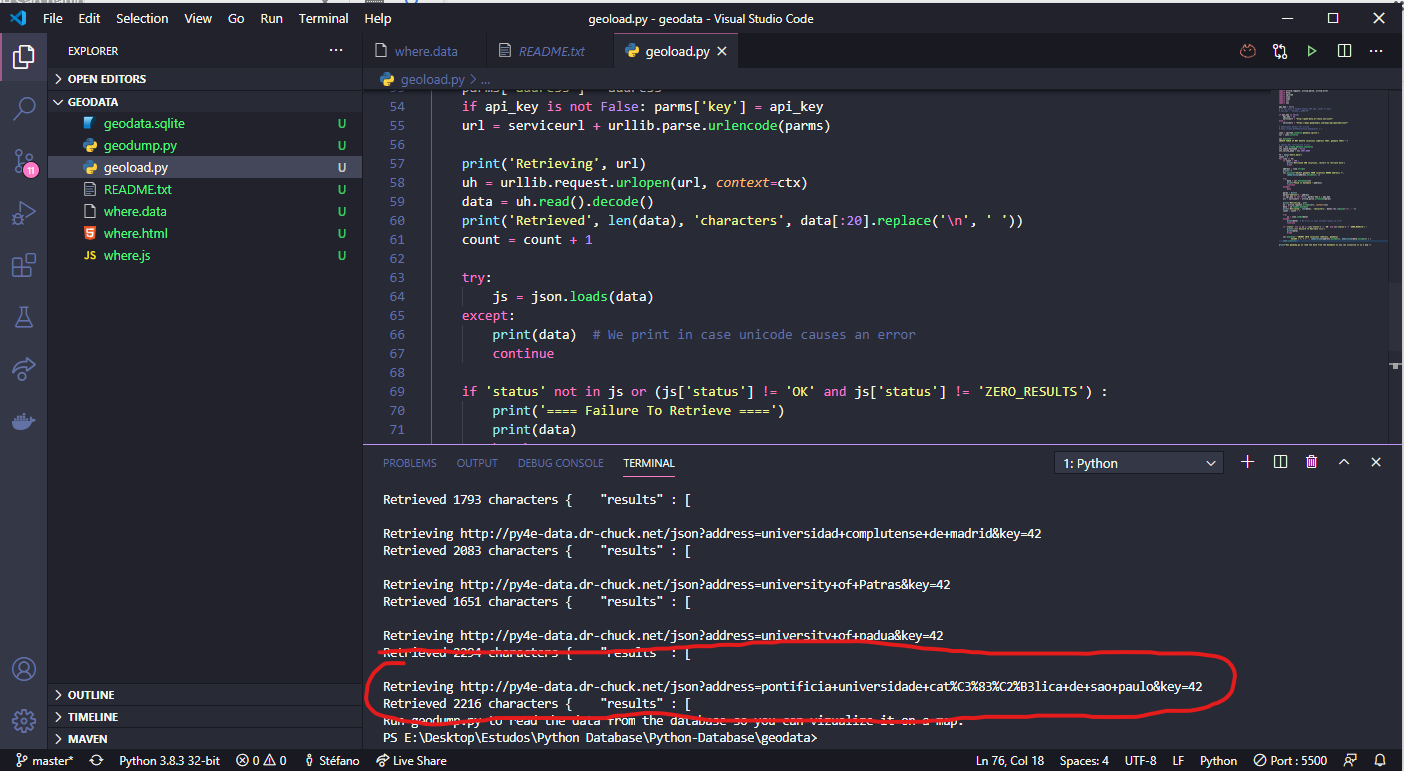 File Edit Selection View Go Run Terminal Help geoload.py - geodata - Visual Studio Code
EXPLORER
where.data README.txt geoload.py
OPEN EDITORS
geoload.py > ...
GEODATA
geodata.sqlite U
geodump.py U
geoload.py U
README.txt U
where.data U
where.html U
JS where.js U
11
54 if api_key is not False: parms['key'] = api_key
55 url = serviceurl + urllib.parse.urlencode(parms)
56
57 print('Retrieving', url)
58 uh = urllib.request.urlopen(url, context=ctx)
59 data = uh.read().decode()
60 print('Retrieved', len(data), 'characters', data[:20].replace('\n', ' '))
61 count = count + 1
62
63 try:
64 js = json.loads(data)
65 except:
66 print(data) # We print in case unicode causes an error
67 continue
68
69 if 'status' not in js or (js['status'] != 'OK' and js['status'] != 'ZERO_RESULTS') :
70 print('==== Failure To Retrieve ====')
71 print(data)
PROBLEMS OUTPUT DEBUG CONSOLE TERMINAL 1: Python
Retrieved 1793 characters { "results" : [
Retrieving http://py4e-data.dr-chuck.net/json?address=universidad+complutense+de+madrid&key=42
Retrieved 2083 characters { "results" : [
Retrieving http://py4e-data.dr-chuck.net/json?address=university+of+Patras&key=42
Retrieved 1651 characters { "results" : [
Retrieving http://py4e-data.dr-chuck.net/json?address=university+of+padua&key=42
Retrieved 2294 characters { "results" : [
Retrieving http://py4e-data.dr-chuck.net/json?address=pontificia+universidade+cat%C3%83%C2%B3lica+de+sao+paulo&key=42
Retrieved 2216 characters { "results" : [
Run geodump.py to read the data from the database so you can vizualize it on a map.
PS E:\Desktop\Estudos\Python Database\Python-Database\geodata>
OUTLINE
TIMELINE
MAVEN
master* Python 3.8.3 32-bit 0 0 Stéfano Live Share Ln 76, Col 18 Spaces: 4 UTF-8 LF Python Port : 5500